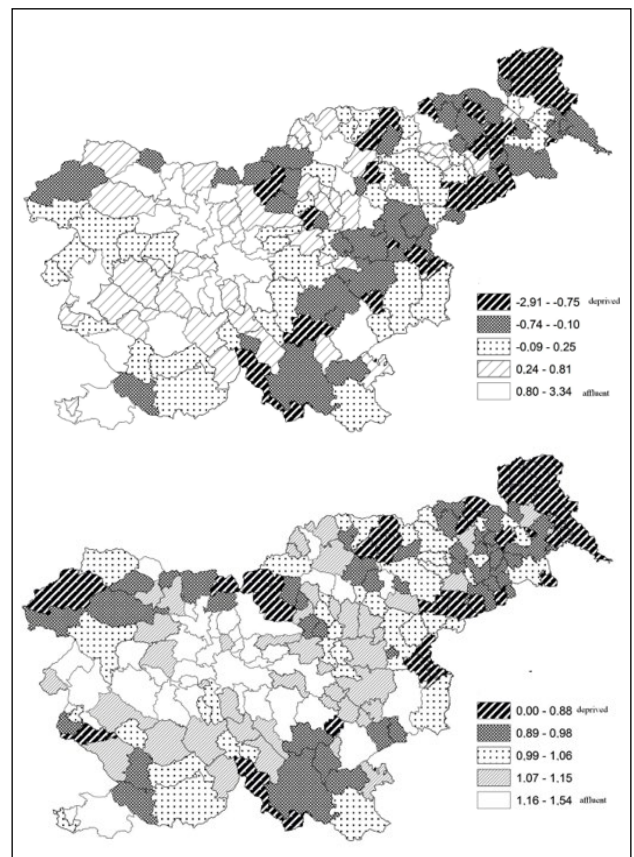 -2.91 - -0.75 deprived
-0.74 - -0.10
-0.09 - 0.25
0.24 - 0.81
0.80 - 3.34 affluent
0.00 - 0.88 deprived
0.89 - 0.98
0.99 - 1.06
1.07 - 1.15
1.16 - 1.54 affluent